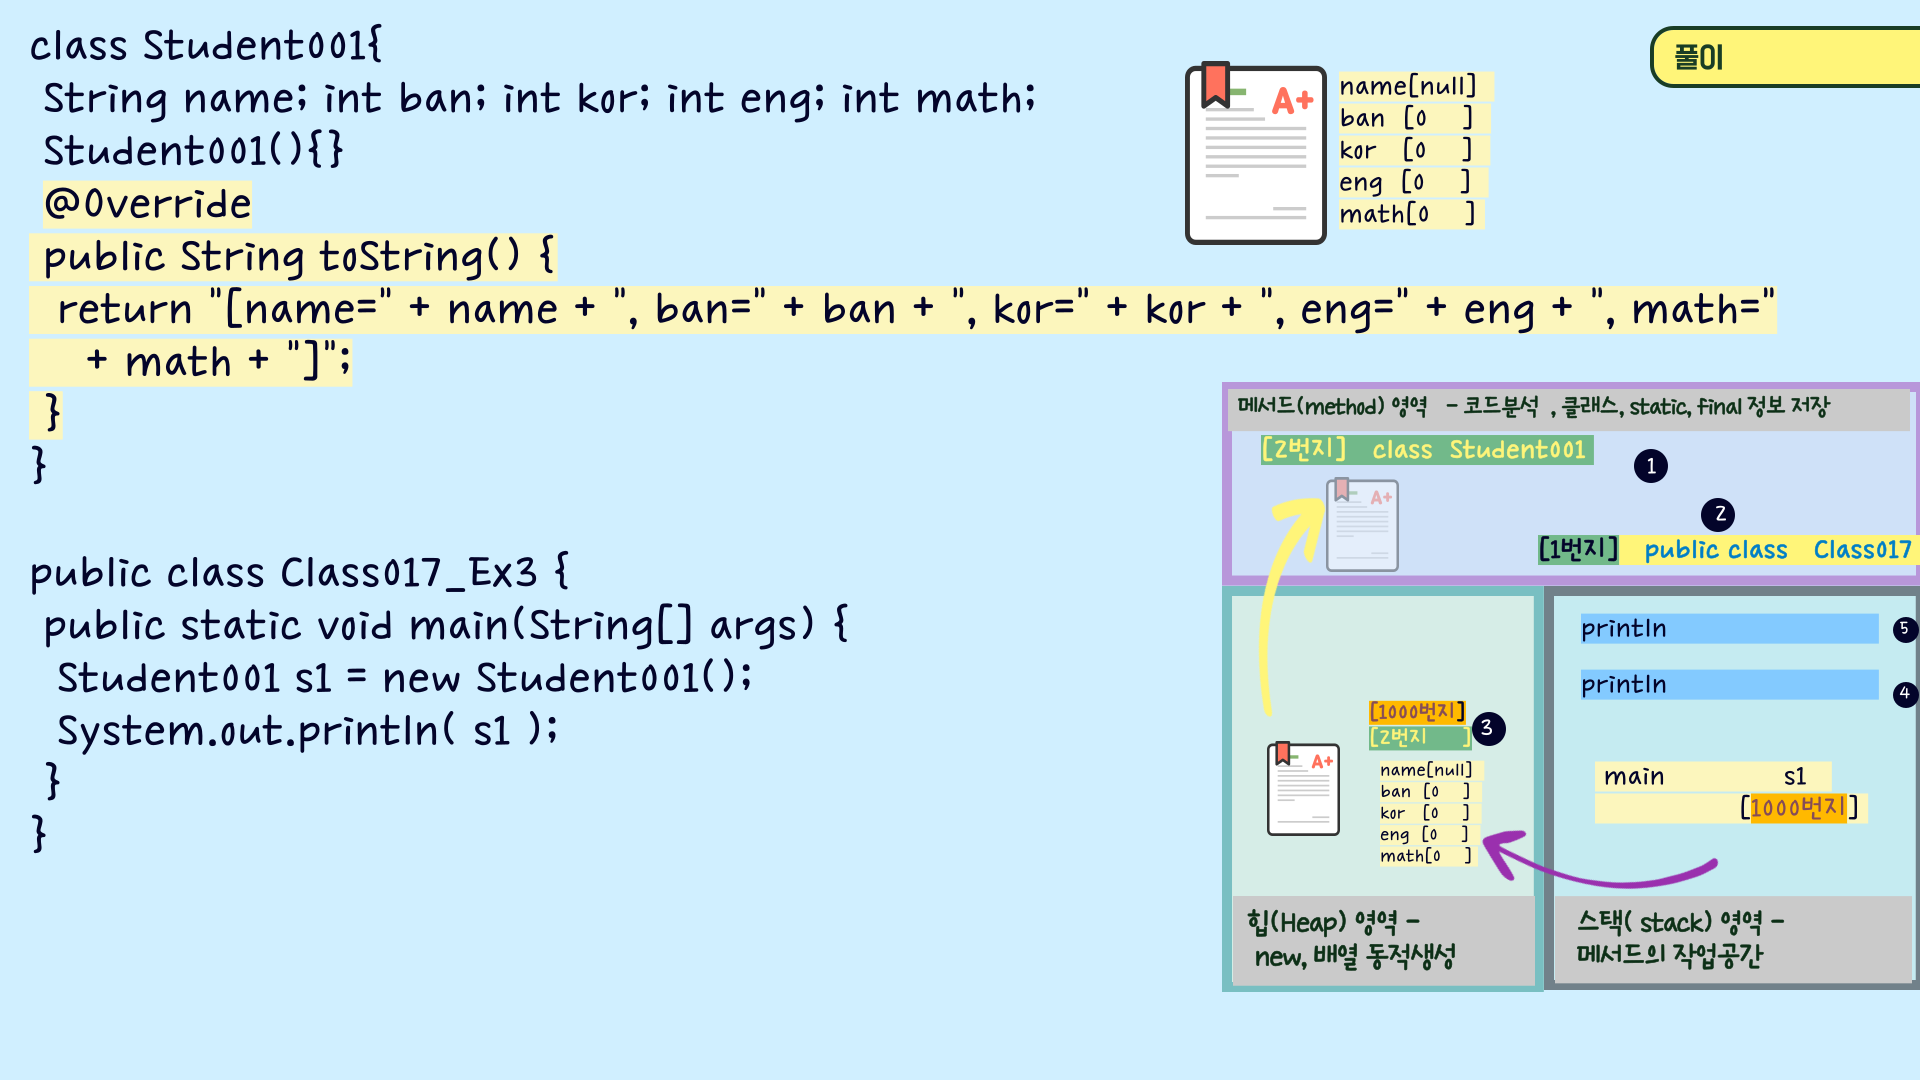 class Student001{
String name; int ban; int kor; int eng; int math;
Student001(){}
@Override
public String toString() {
return "[name=" + name + ", ban=" + ban + ", kor=" + kor + ", eng=" + eng + ", math="
+ math + "]";
}
}
public class Class017_Ex3 {
public static void main(String[] args) {
Student001 s1 = new Student001();
System.out.println( s1 );
}
}
풀이
A+
name[null]
ban [0 ]
kor [0 ]
eng [0 ]
math[0 ]
메서드(method) 영역 - 코드분석 , 클래스, static, final 정보 저장
[2번지] class Student001
1
A+
2
[1번지] public class Class017
println 5
println 4
[1000번지]
[2번지 ] 3
A+
name[null]
ban [0 ]
kor [0 ]
eng [0 ]
math[0 ]
main s1
[1000번지]
힙(Heap) 영역 -
new, 배열 동적생성
스택( stack) 영역 -
메서드의 작업공간